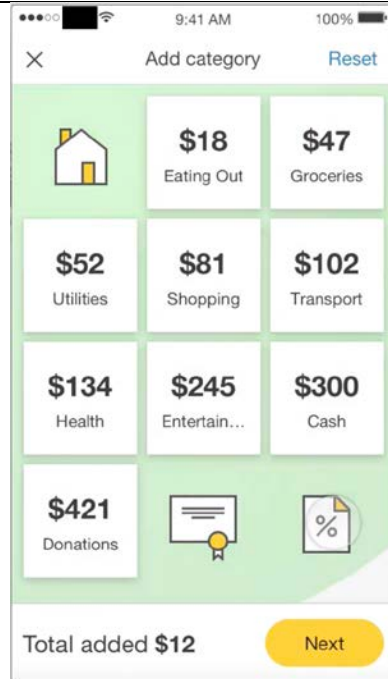 9:41 AM 100%
Add category Reset
$18 $47
Eating Out Groceries
$52 $81 $102
Utilities Shopping Transport
$134 $245 $300
Health Entertain... Cash
$421
Donations %
Total added $12 Next